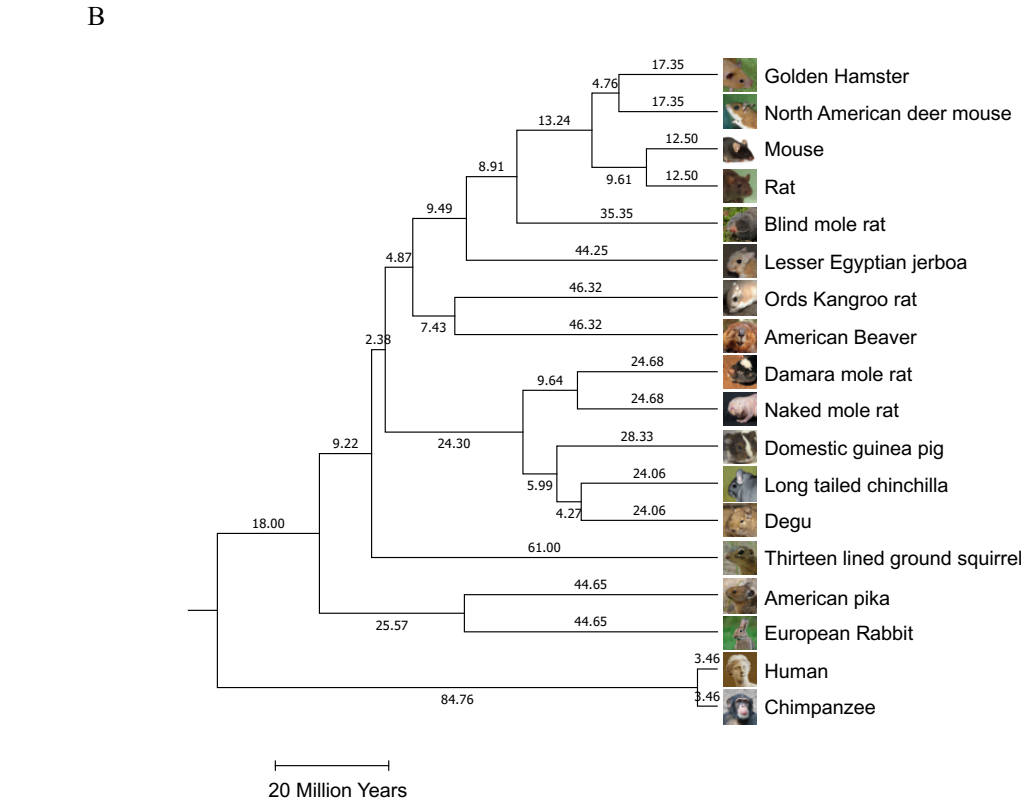 B
17.35
Golden Hamster
4.76
17.35
North American deer mouse
13.24
12.50
Mouse
9.61
12.50
Rat
8.91
35.35
Blind mole rat
9.49
44.25
Lesser Egyptian jerboa
4.87
46.32
Ords Kangroo rat
7.43
46.32
American Beaver
2.38
24.68
Damara mole rat
9.64
24.68
Naked mole rat
24.30
28.33
Domestic guinea pig
9.22
5.99
24.06
Long tailed chinchilla
4.27
24.06
Degu
18.00
61.00
Thirteen lined ground squirrel
44.65
American pika
25.57
44.65
European Rabbit
3.46
Human
84.76
3.46
Chimpanzee
20 Million Years